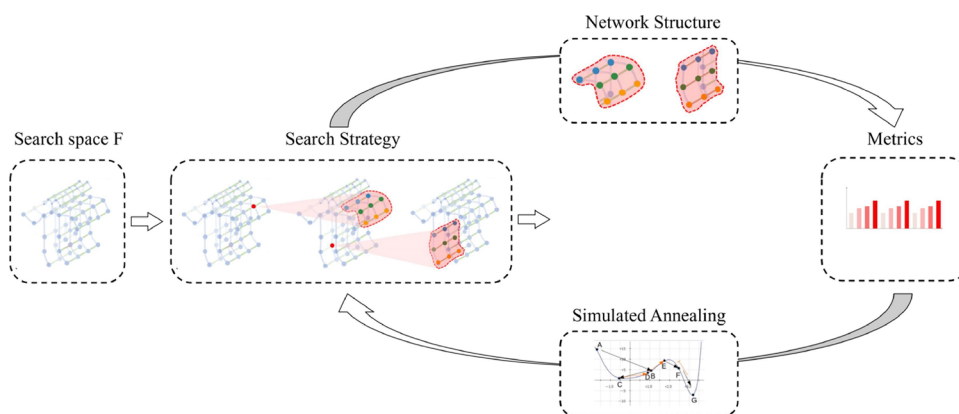 Network Structure
Search space F
Search Strategy
Metrics
Simulated Annealing
A
E
B
D
F
C
G